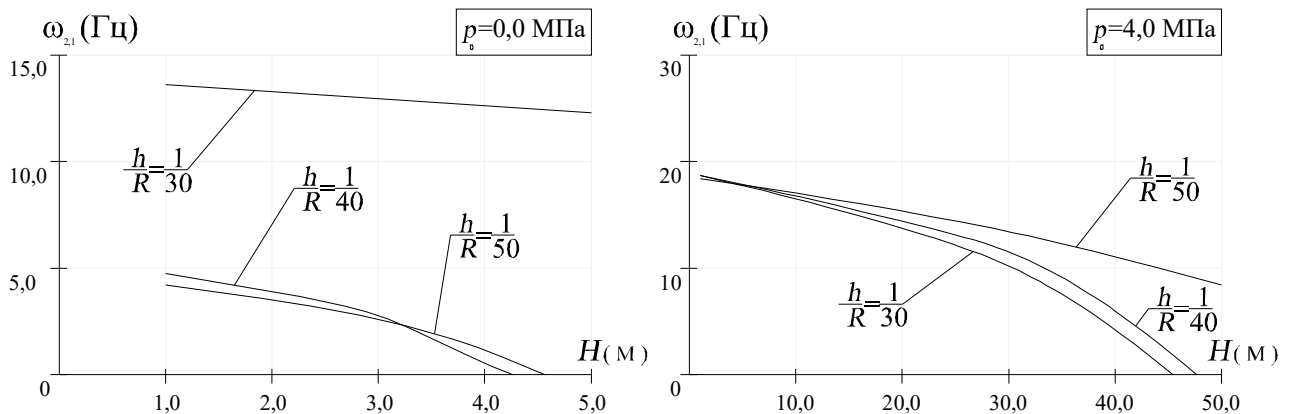 ω₂,₁ (Гц)
p₀=0,0 МПа
15,0
10,0
5,0
0
h/R=1/30
h/R=1/40
h/R=1/50
H(м)
1,0 2,0 3,0 4,0 5,0
ω₂,₁ (Гц)
p₀=4,0 МПа
30
20
10
0
h/R=1/50
h/R=1/30
h/R=1/40
H(м)
10,0 20,0 30,0 40,0 50,0